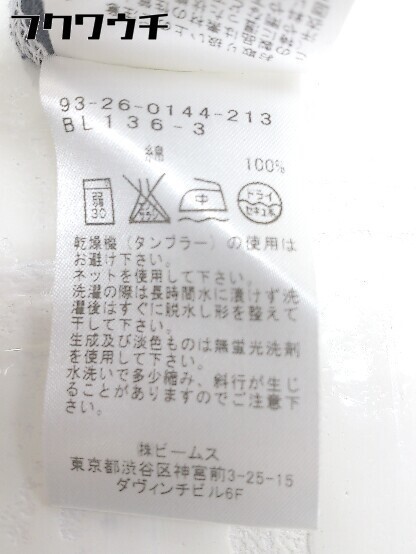 フクワウチ
93-26-0144-213
BL136-3
綿
100%
弱
30
中
ドライ
セキユ系
乾燥機(タンブラー)の使用は
お避け下さい。
ネットを使用して下さい。
洗濯の際は長時間水に漬けず洗
濯後はすぐに脱水し形を整えて
干して下さい。
生成及び淡色ものは無蛍光洗剤
を使用して下さい。
水洗いで多少縮み、斜行が生じ
ることがありますのでご注意下
さい。
㈱ビームス
東京都渋谷区神宮前3-25-15
ダヴィンチビル6F